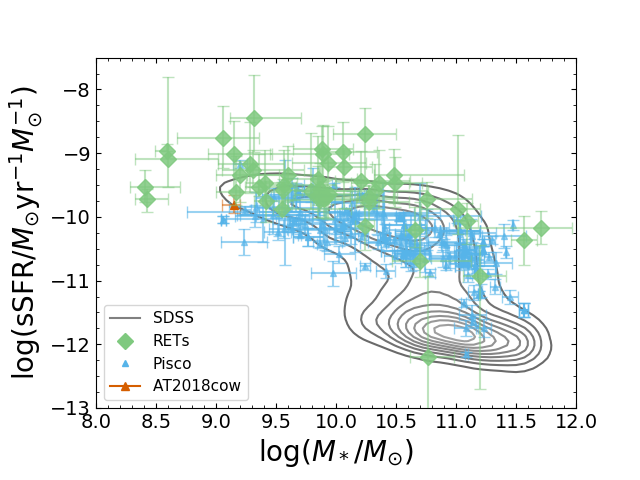 log(sSFR/M⊙yr⁻¹M⊙⁻¹)
−8
−9
−10
−11
−12
−13
SDSS
RETs
Pisco
AT2018cow
8.0 8.5 9.0 9.5 10.0 10.5 11.0 11.5 12.0
log(M*/M⊙)